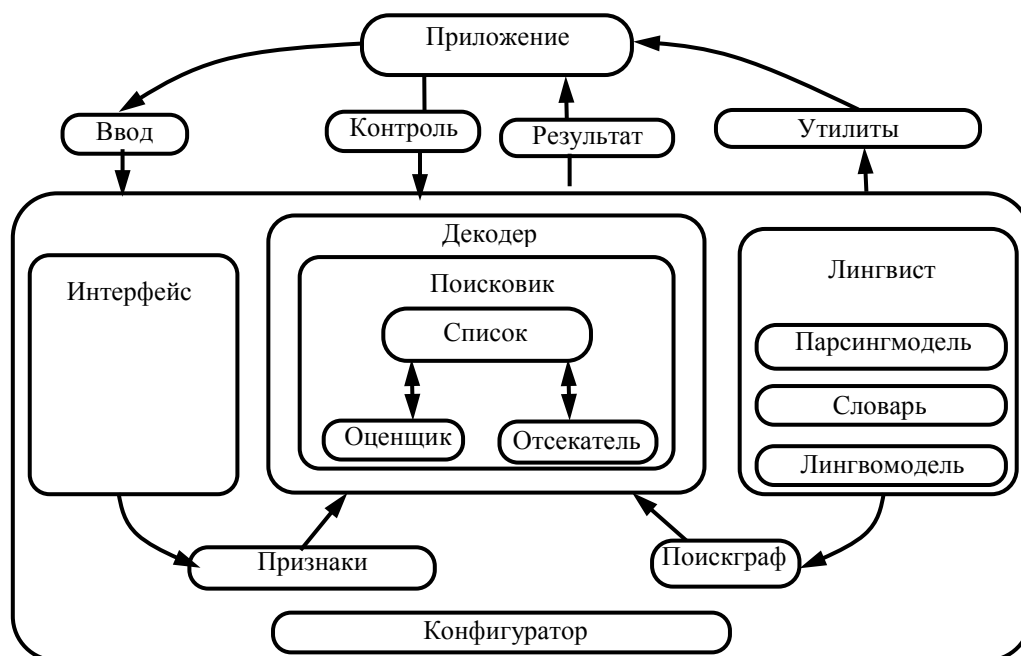 Приложение
Ввод
Контроль
Результат
Утилиты
Декодер
Интерфейс
Поисковик
Лингвист
Список
Парсингмодель
Словарь
Оценщик
Отсекатель
Лингвомодель
Признаки
Поискграф
Конфигуратор